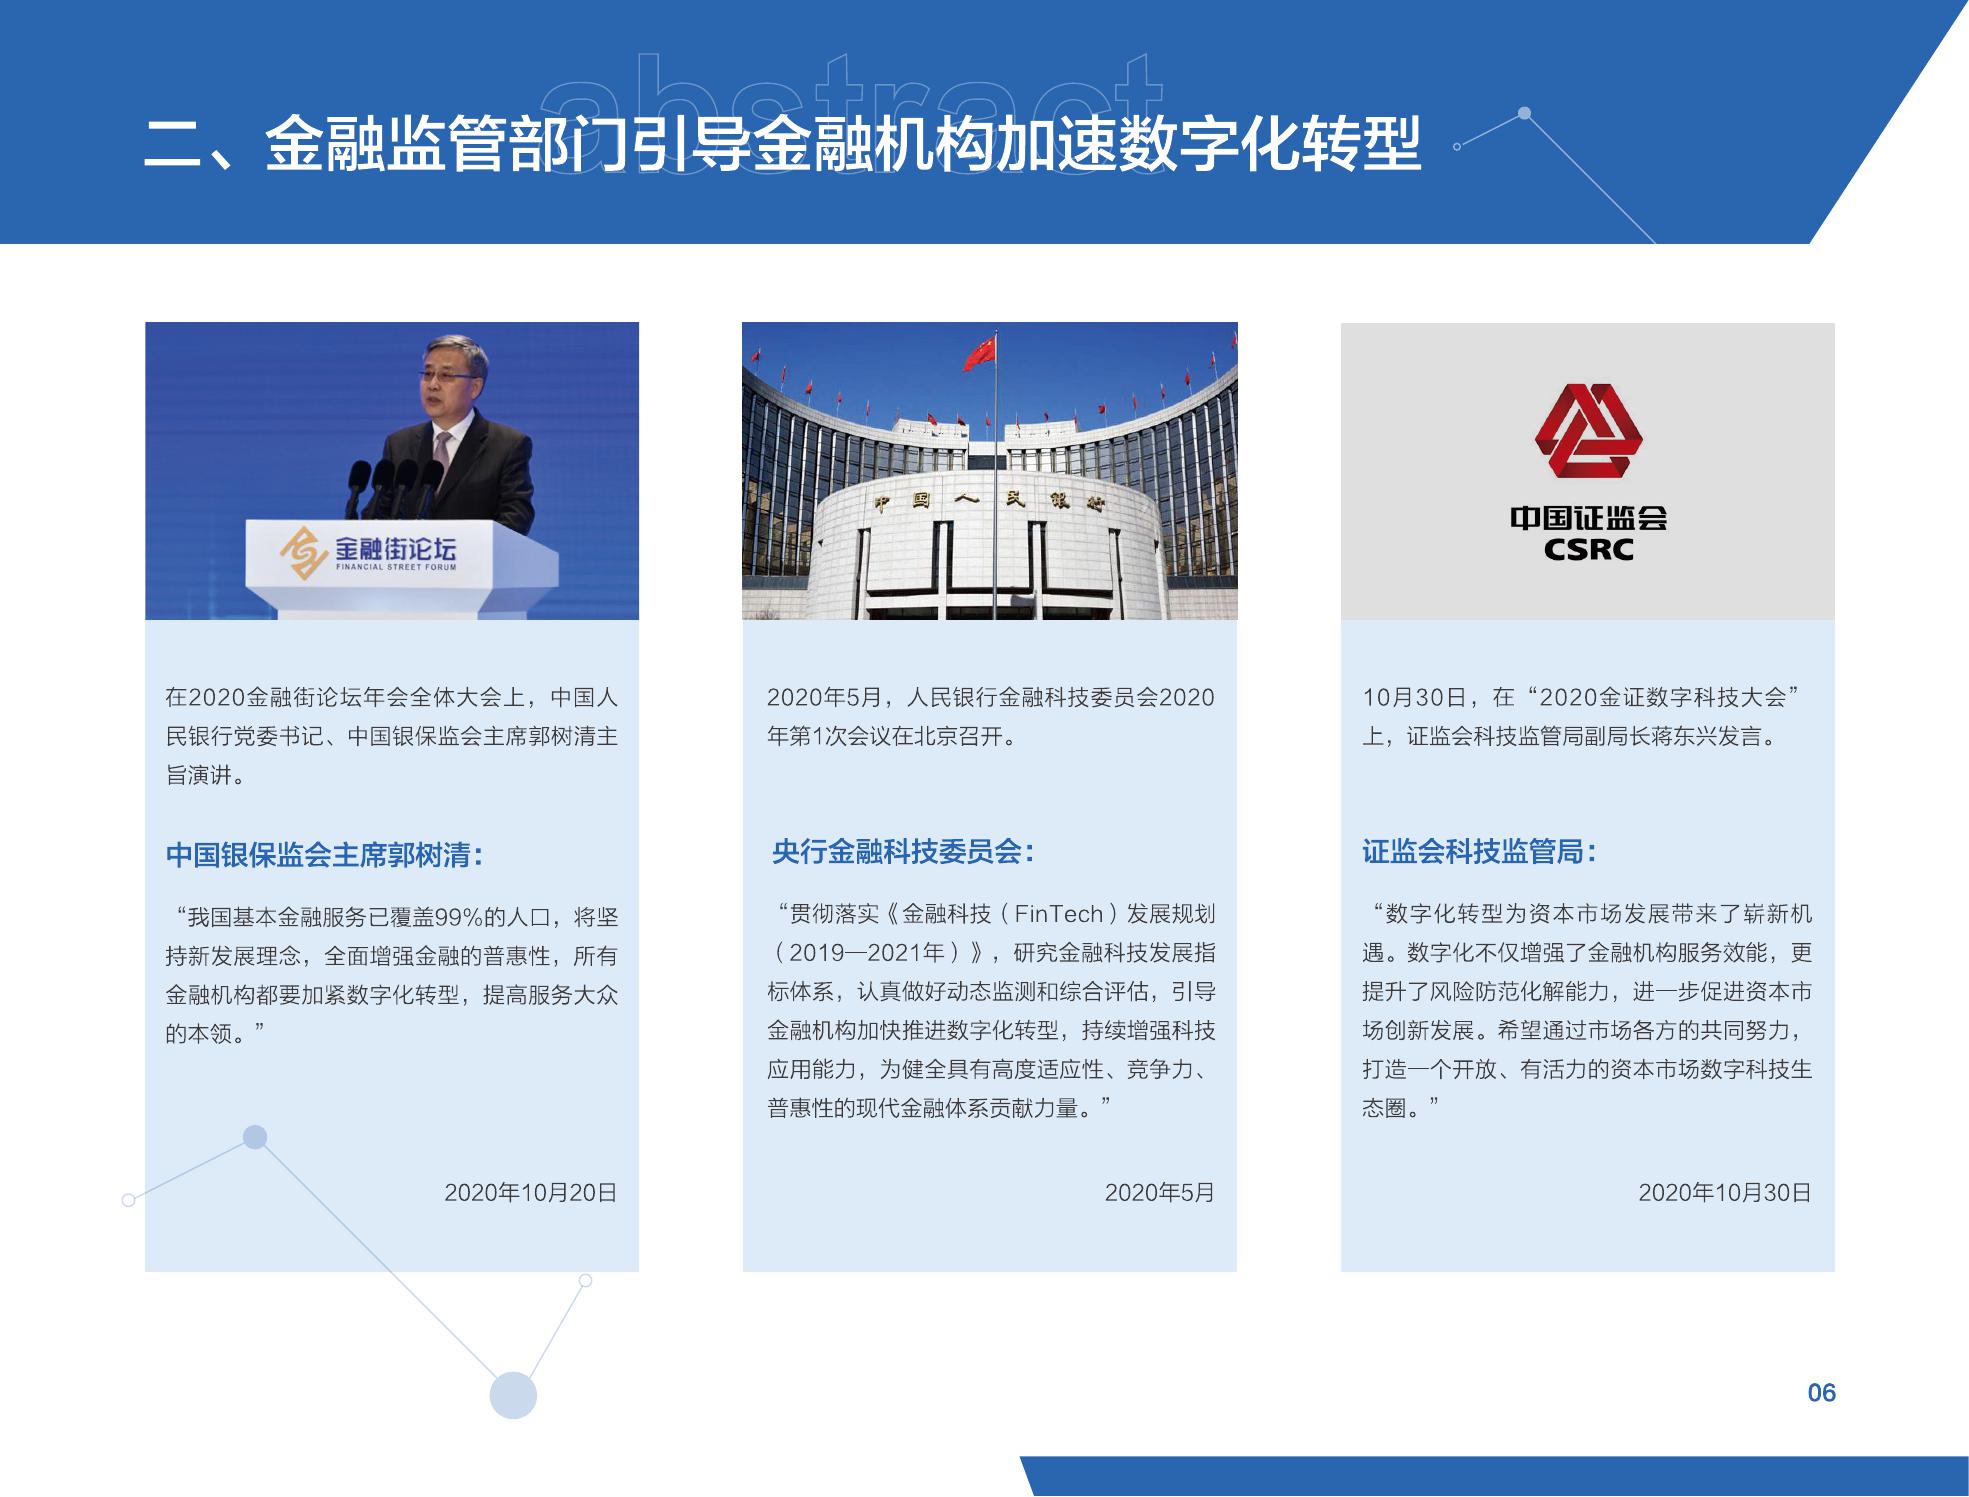 abstract
二、金融监管部门引导金融机构加速数字化转型
金融街论坛
FINANCIAL STREET FORUM
在2020金融街论坛年会全体大会上，中国人
民银行党委书记、中国银保监会主席郭树清主
旨演讲。
中国银保监会主席郭树清：
“我国基本金融服务已覆盖99%的人口，将坚
持新发展理念，全面增强金融的普惠性，所有
金融机构都要加紧数字化转型，提高服务大众
的本领。”
2020年10月20日
中国人民银行
2020年5月，人民银行金融科技委员会2020
年第1次会议在北京召开。
央行金融科技委员会：
“贯彻落实《金融科技（FinTech）发展规划
（2019—2021年）》，研究金融科技发展指
标体系，认真做好动态监测和综合评估，引导
金融机构加快推进数字化转型，持续增强科技
应用能力，为健全具有高度适应性、竞争力、
普惠性的现代金融体系贡献力量。”
2020年5月
中国证监会
CSRC
10月30日，在“2020金证数字科技大会”
上，证监会科技监管局副局长蒋东兴发言。
证监会科技监管局：
“数字化转型为资本市场发展带来了崭新机
遇。数字化不仅增强了金融机构服务效能，更
提升了风险防范化解能力，进一步促进资本市
场创新发展。希望通过市场各方的共同努力，
打造一个开放、有活力的资本市场数字科技生
态圈。”
2020年10月30日
06